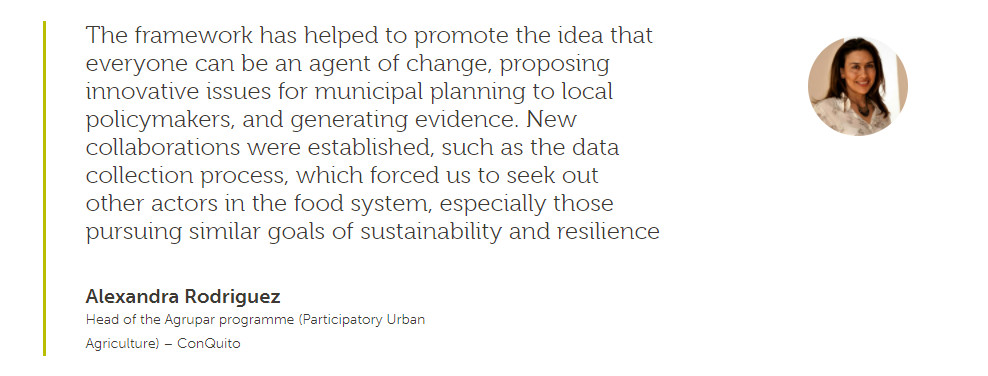 The framework has helped to promote the idea that
everyone can be an agent of change, proposing
innovative issues for municipal planning to local
policymakers, and generating evidence. New
collaborations were established, such as the data
collection process, which forced us to seek out
other actors in the food system, especially those
pursuing similar goals of sustainability and resilience
Alexandra Rodriguez
Head of the Agrupar programme (Participatory Urban
Agriculture) – ConQuito